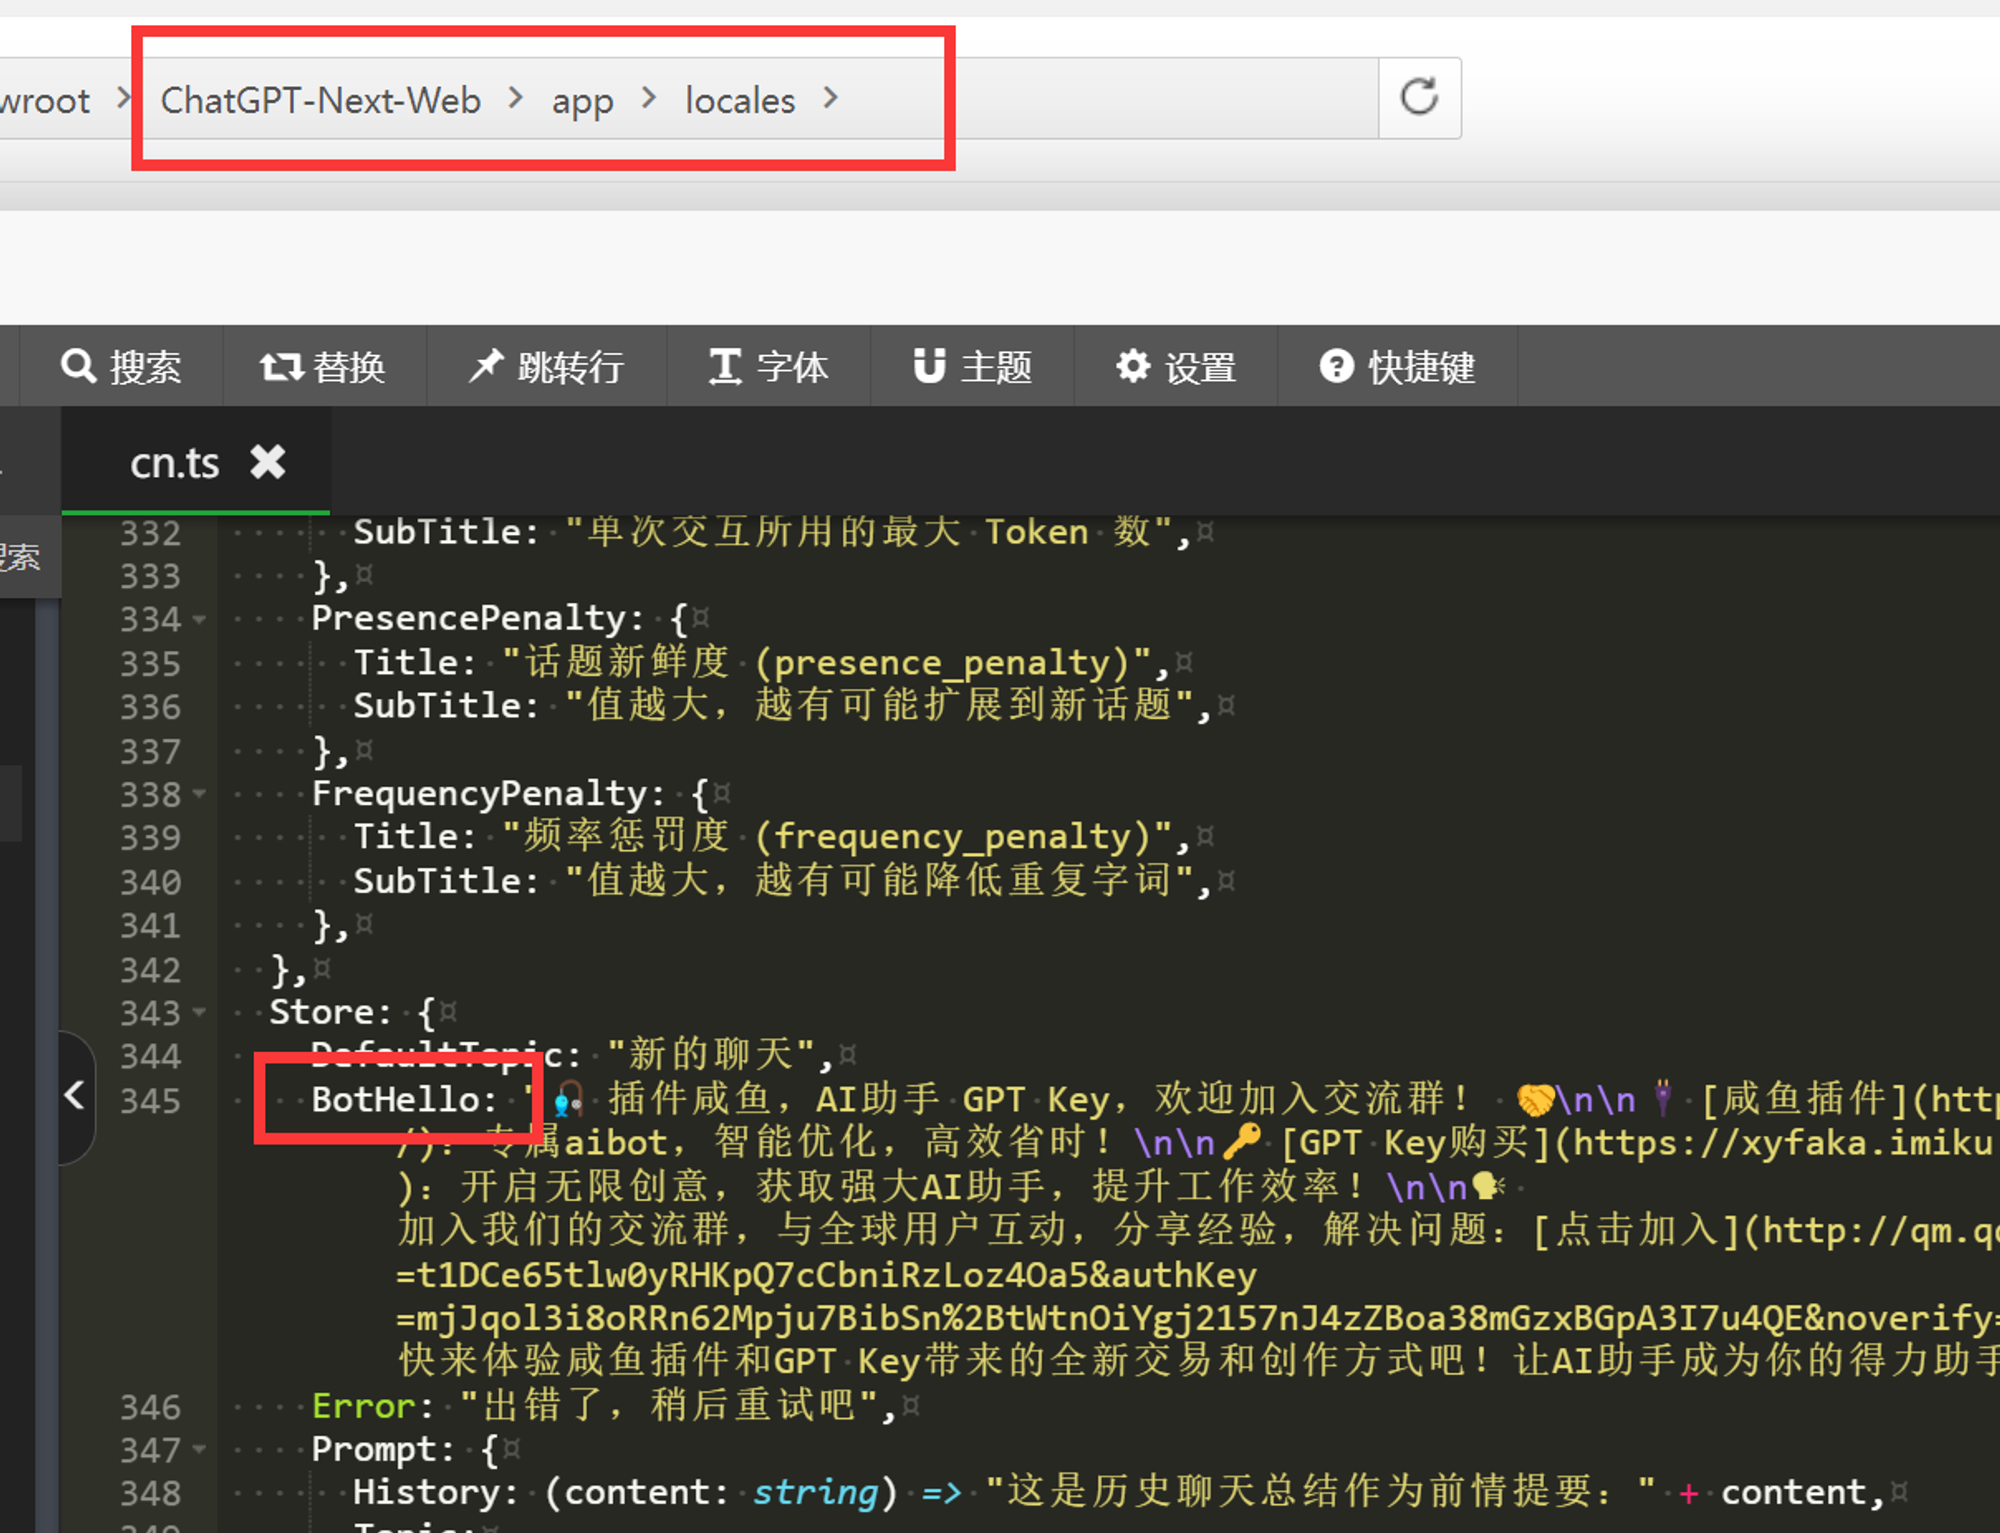 wroot > ChatGPT-Next-Web > app > locales >
搜索 替换 跳转行 字体 主题 设置 快捷键
cn.ts
索
332 SubTitle: "单次交互所用的最大 Token 数",
333 },
334 PresencePenalty: {
335 Title: "话题新鲜度 (presence_penalty)",
336 SubTitle: "值越大，越有可能扩展到新话题",
337 },
338 FrequencyPenalty: {
339 Title: "频率惩罚度 (frequency_penalty)",
340 SubTitle: "值越大，越有可能降低重复字词",
341 },
342 },
343 Store: {
344 DefaultTopic: "新的聊天",
345 BotHello: "🎣 插件咸鱼，AI助手 GPT Key，欢迎加入交流群！ 🤝\n\n🔌 [咸鱼插件](http
/)：专属aibot，智能优化，高效省时！\n\n🔑 [GPT Key购买](https://xyfaka.imiku
)：开启无限创意，获取强大AI助手，提升工作效率！\n\n🗣️
加入我们的交流群，与全球用户互动，分享经验，解决问题：[点击加入](http://qm.qq
=t1DCe65tlw0yRHKpQ7cCbniRzLoz4Oa5&authKey
=mjJqol3i8oRRn62Mpju7BibSn%2BtWtnOiYgj2157nJ4zZBoa38mGzxBGpA3I7u4QE&noverify=
快来体验咸鱼插件和GPT Key带来的全新交易和创作方式吧！让AI助手成为你的得力助手
346 Error: "出错了，稍后重试吧",
347 Prompt: {
348 History: (content: string) => "这是历史聊天总结作为前情提要：" + content,
349 Topic: